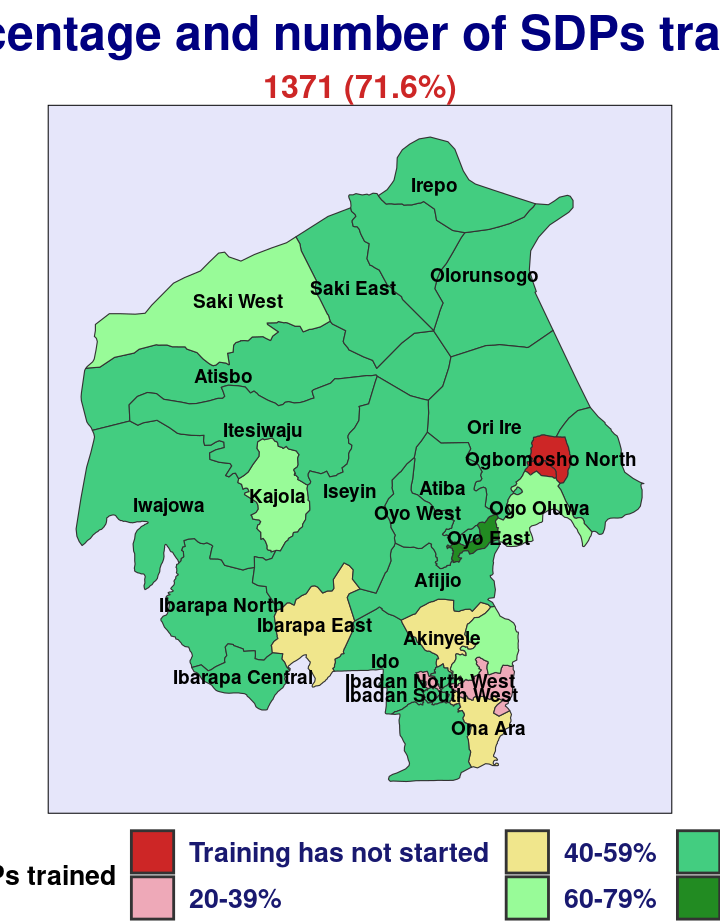 centage and number of SDPs tra
1371 (71.6%)
Irepo
Olorunsogo
Saki East
Saki West
Atisbo
Itesiwaju
Ori Ire
Ogbomosho North
Kajola
Iseyin
Atiba
Iwajowa
Oyo West
Ogo Oluwa
Oyo East
Afijio
Ibarapa North
Ibarapa East
Akinyele
Ido
Ibarapa Central
Ibadan North West
Ibadan South West
Ona Ara
Ps trained
Training has not started
40-59%
20-39%
60-79%